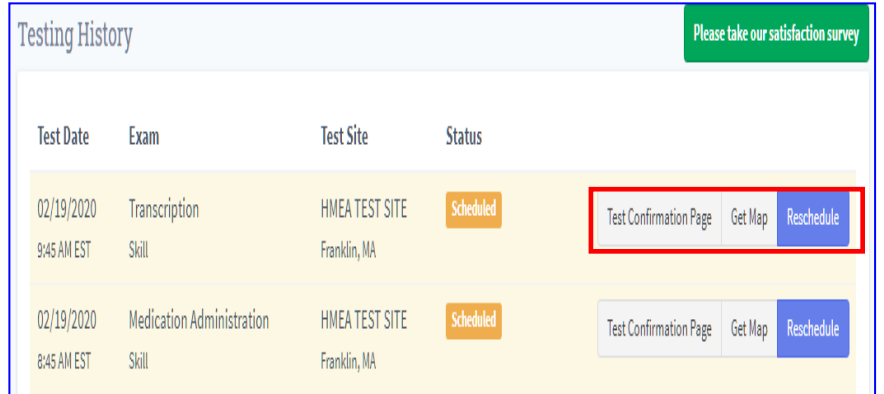 Testing History
Please take our satisfaction survey
Test Date Exam Test Site Status
02/19/2020 Transcription HMEA TEST SITE Scheduled Test Confirmation Page Get Map Reschedule
9:45 AM EST Skill Franklin, MA
02/19/2020 Medication Administration HMEA TEST SITE Scheduled Test Confirmation Page Get Map Reschedule
8:45 AM EST Skill Franklin, MA